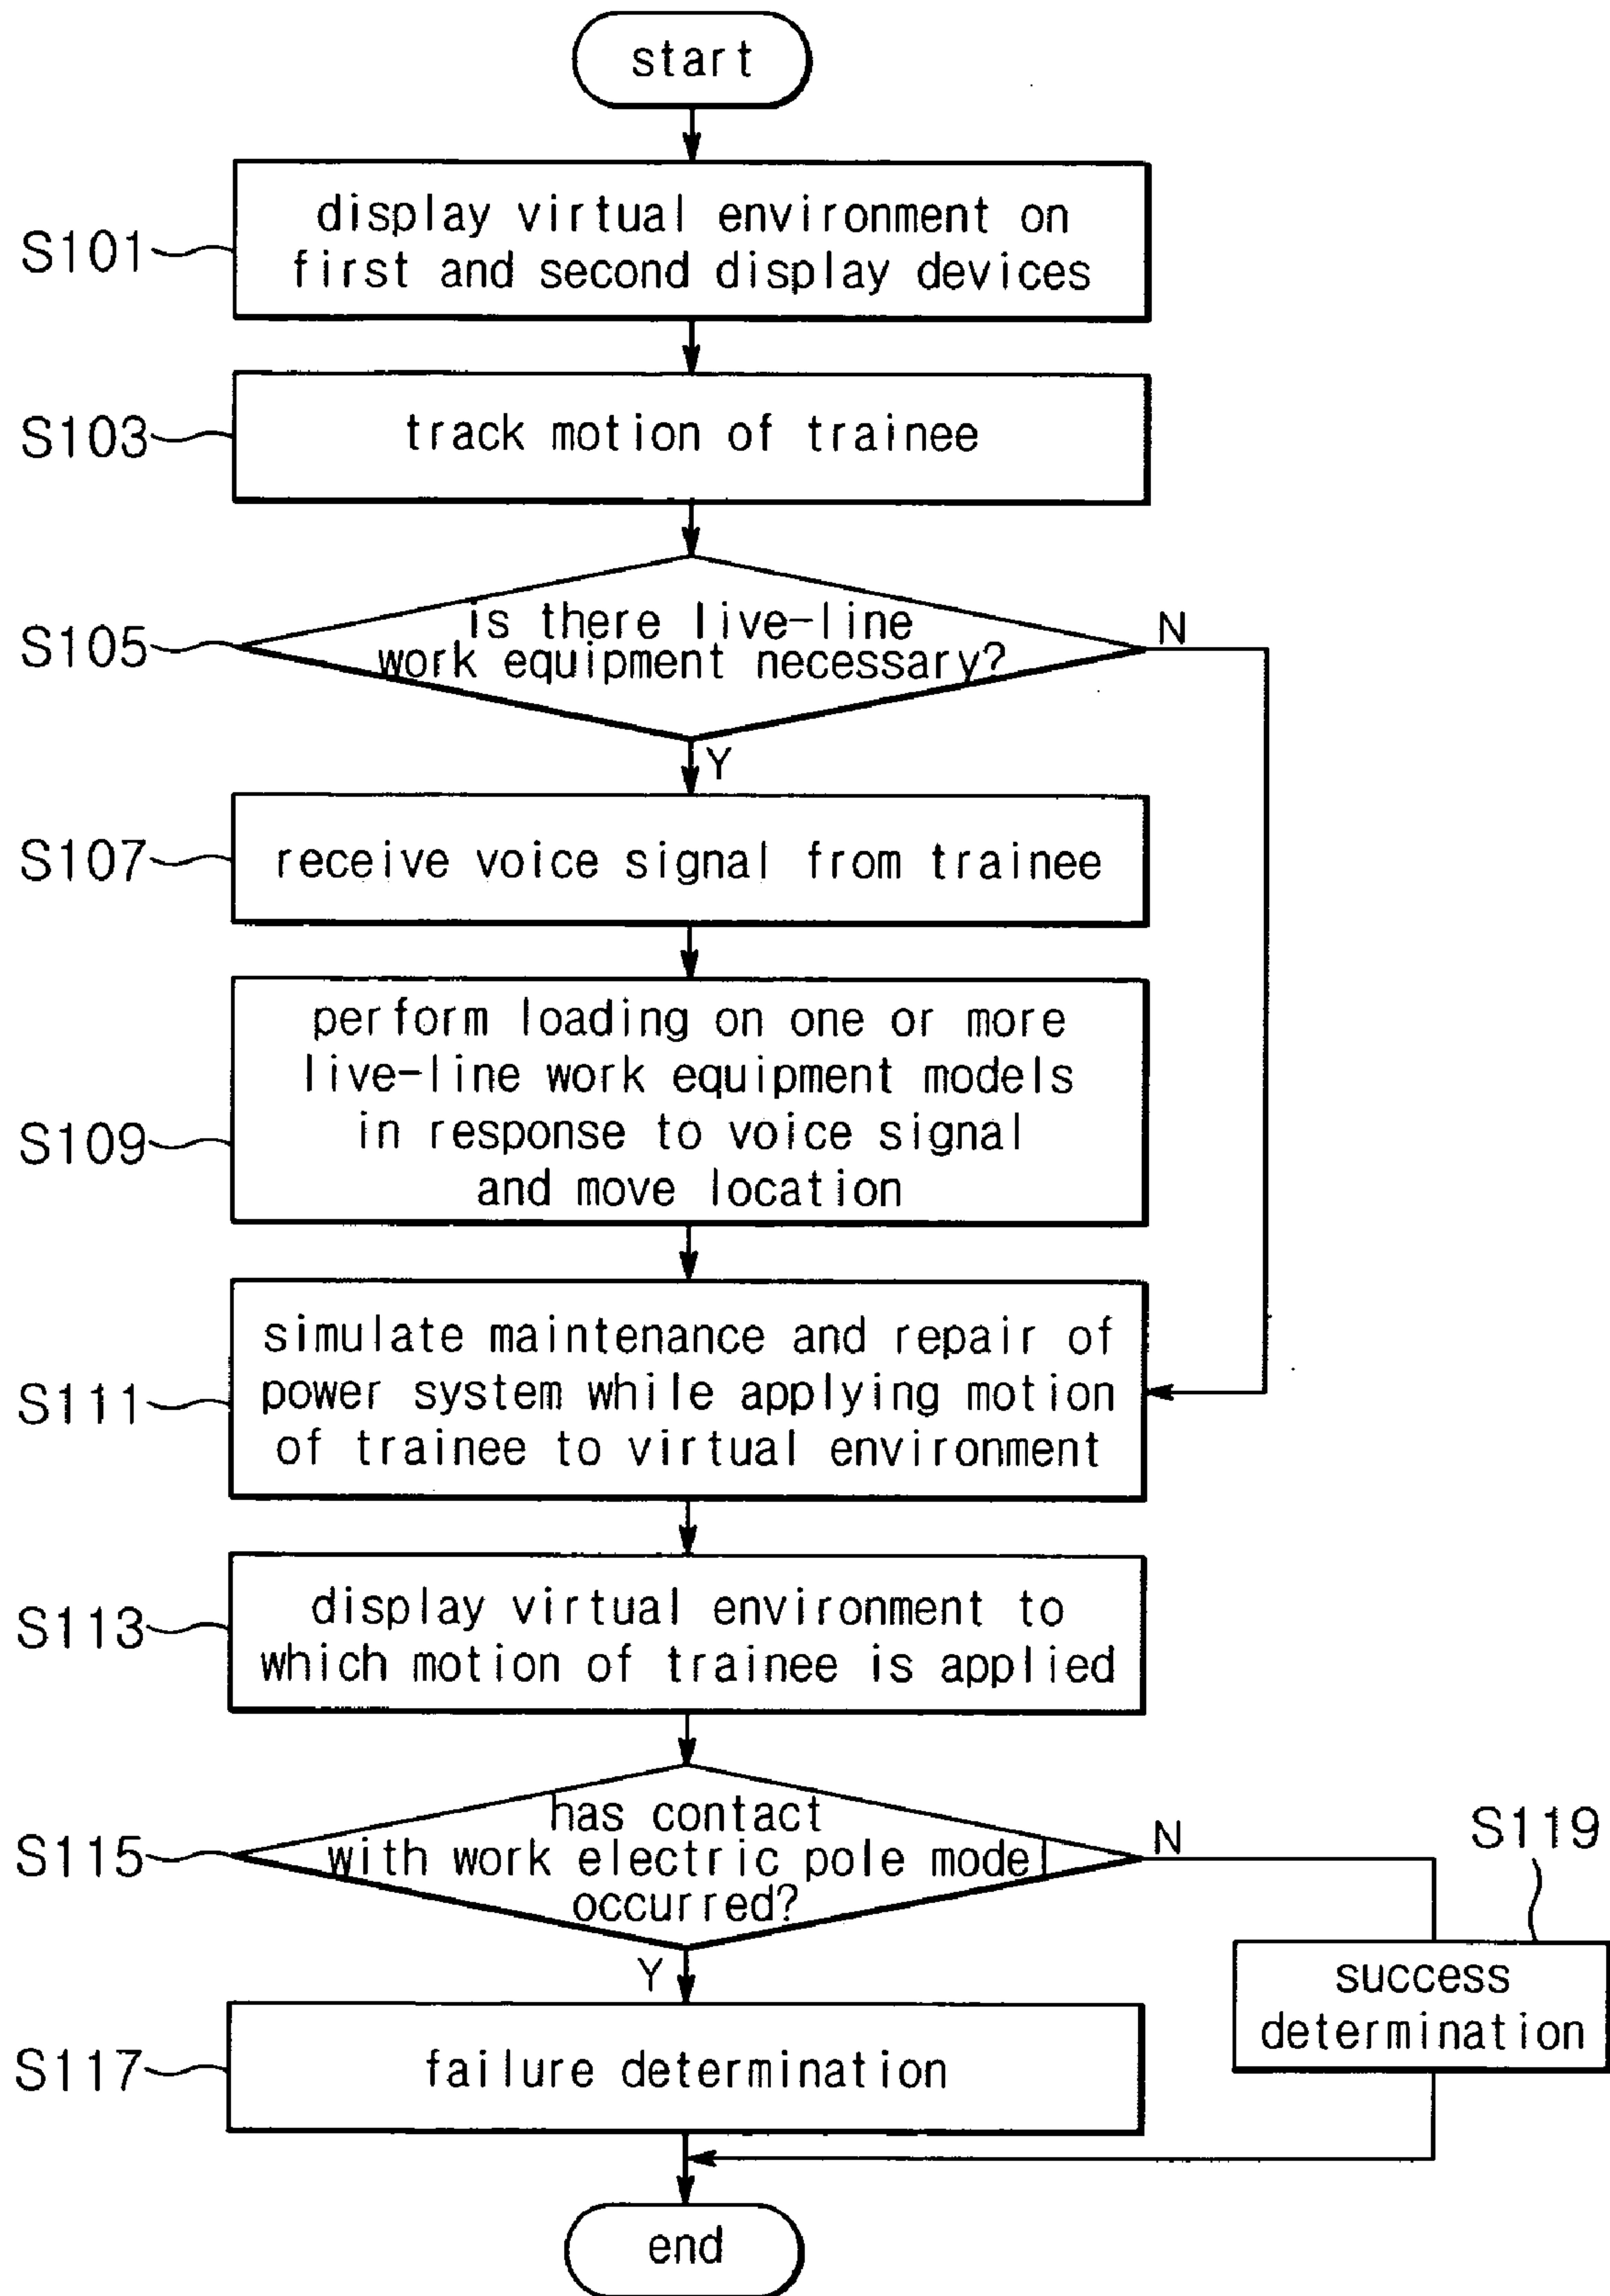 start
S101
display virtual environment on
first and second display devices
S103
track motion of trainee
S105
is there live-line
work equipment necessary?
N
Y
S107
receive voice signal from trainee
S109
perform loading on one or more
live-line work equipment models
in response to voice signal
and move location
S111
simulate maintenance and repair of
power system while applying motion
of trainee to virtual environment
S113
display virtual environment to
which motion of trainee is applied
S115
has contact
with work electric pole model
occurred?
N
Y
S119
success
determination
S117
failure determination
end